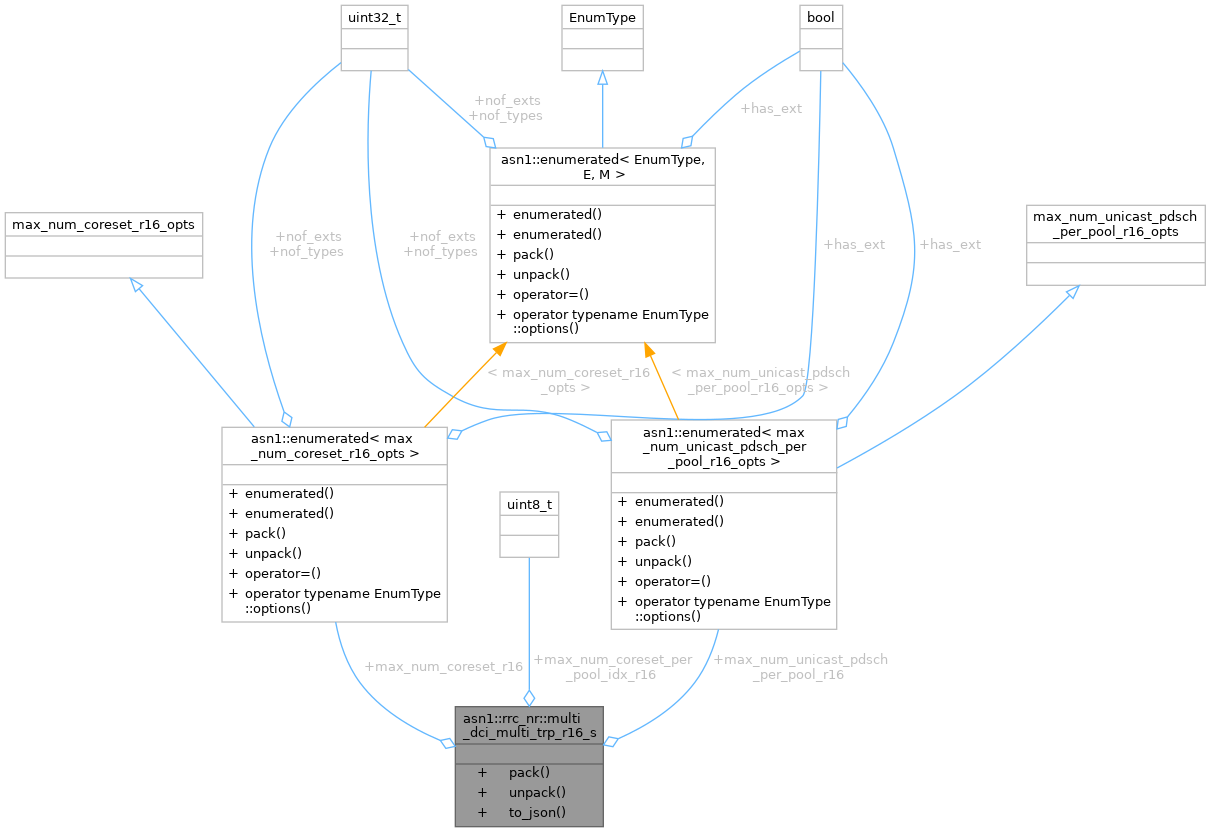 uint32_t
EnumType
bool
+nof_exts
+nof_types
+has_ext
asn1::enumerated< EnumType,
E, M >
+ enumerated()
+ enumerated()
+ pack()
+ unpack()
+ operator=()
+ operator typename EnumType
::options()
max_num_coreset_r16_opts
max_num_unicast_pdsch
_per_pool_r16_opts
+nof_exts
+nof_types
+nof_exts
+nof_types
+has_ext
+has_ext
< max_num_coreset_r16
_opts >
< max_num_unicast_pdsch
_per_pool_r16_opts >
asn1::enumerated< max
_num_coreset_r16_opts >
+ enumerated()
+ enumerated()
+ pack()
+ unpack()
+ operator=()
+ operator typename EnumType
::options()
uint8_t
asn1::enumerated< max
_num_unicast_pdsch_per
_pool_r16_opts >
+ enumerated()
+ enumerated()
+ pack()
+ unpack()
+ operator=()
+ operator typename EnumType
::options()
+max_num_coreset_r16
+max_num_coreset_per
_pool_idx_r16
+max_num_unicast_pdsch
_per_pool_r16
asn1::rrc_nr::multi
_dci_multi_trp_r16_s
+ pack()
+ unpack()
+ to_json()